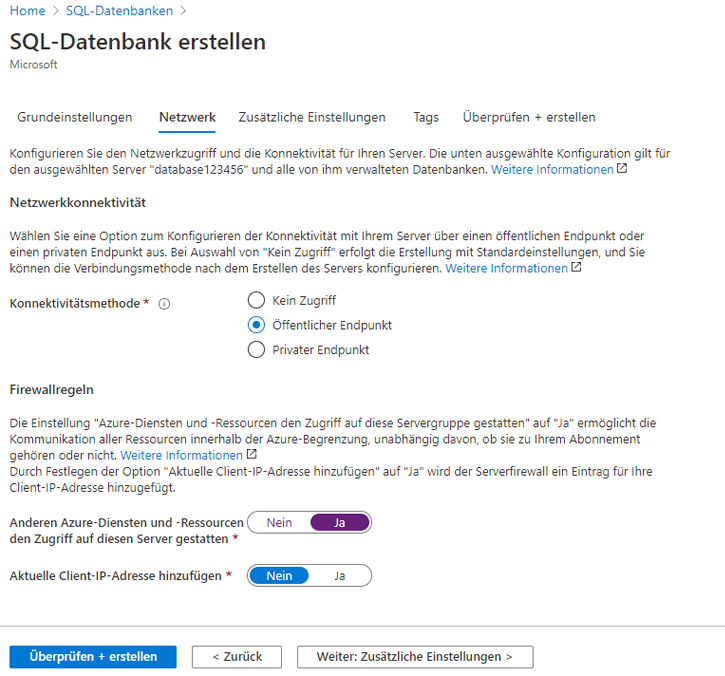 Home > SQL-Datenbanken >
SQL-Datenbank erstellen
Microsoft
Grundeinstellungen Netzwerk Zusätzliche Einstellungen Tags Überprüfen + erstellen
Konfigurieren Sie den Netzwerkzugriff und die Konnektivität für Ihren Server. Die unten ausgewählte Konfiguration gilt für
den ausgewählten Server "database123456" und alle von ihm verwalteten Datenbanken. Weitere Informationen
Netzwerkkonnektivität
Wählen Sie eine Option zum Konfigurieren der Konnektivität mit Ihrem Server über einen öffentlichen Endpunkt oder
einen privaten Endpunkt aus. Bei Auswahl von "Kein Zugriff" erfolgt die Erstellung mit Standardeinstellungen, und Sie
können die Verbindungsmethode nach dem Erstellen des Servers konfigurieren. Weitere Informationen
Konnektivitätsmethode *
Kein Zugriff
Öffentlicher Endpunkt
Privater Endpunkt
Firewallregeln
Die Einstellung "Azure-Diensten und -Ressourcen den Zugriff auf diese Servergruppe gestatten" auf "Ja" ermöglicht die
Kommunikation aller Ressourcen innerhalb der Azure-Begrenzung, unabhängig davon, ob sie zu Ihrem Abonnement
gehören oder nicht. Weitere Informationen
Durch Festlegen der Option "Aktuelle Client-IP-Adresse hinzufügen" auf "Ja" wird der Serverfirewall ein Eintrag für Ihre
Client-IP-Adresse hinzugefügt.
Anderen Azure-Diensten und -Ressourcen Nein Ja
den Zugriff auf diesen Server gestatten *
Aktuelle Client-IP-Adresse hinzufügen * Nein Ja
Überprüfen + erstellen < Zurück Weiter: Zusätzliche Einstellungen >